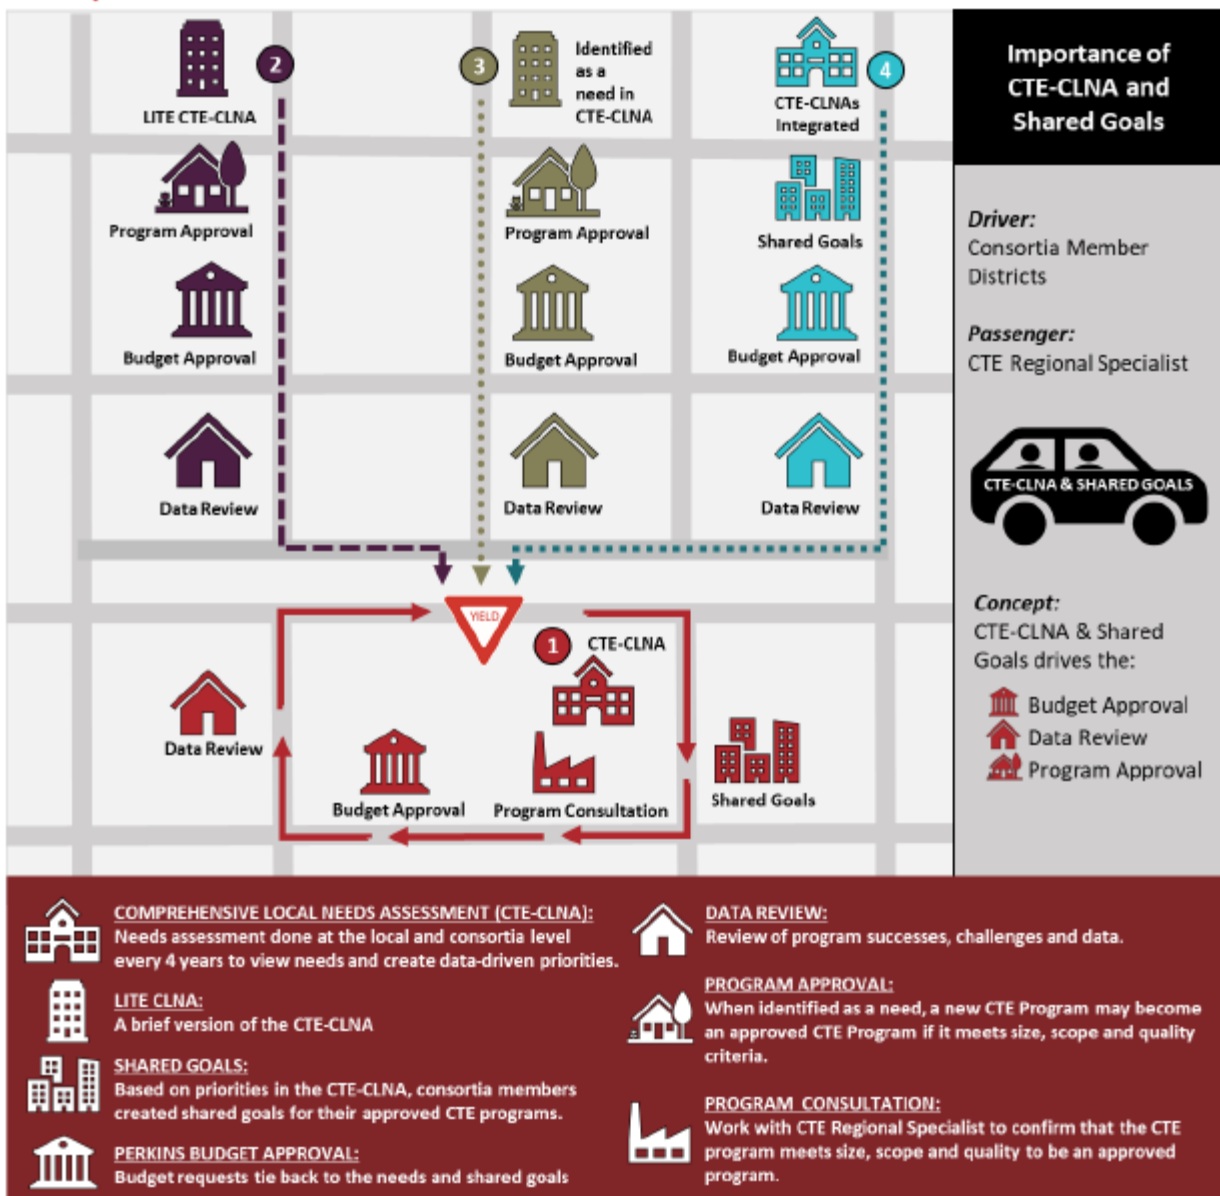 2
LITE CTE-CLNA
Program Approval
Budget Approval
Data Review
3
Identified
as a
need in
CTE-CLNA
Program Approval
Budget Approval
Data Review
4
CTE-CLNAs
Integrated
Shared Goals
Budget Approval
Data Review
YIELD
1
CTE-CLNA
Shared Goals
Program Consultation
Budget Approval
Data Review
Importance of
CTE-CLNA and
Shared Goals
Driver:
Consortia Member
Districts
Passenger:
CTE Regional Specialist
CTE-CLNA & SHARED GOALS
Concept:
CTE-CLNA & Shared
Goals drives the:
Budget Approval
Data Review
Program Approval
COMPREHENSIVE LOCAL NEEDS ASSESSMENT (CTE-CLNA):
Needs assessment done at the local and consortia level
every 4 years to view needs and create data-driven priorities.
LITE CLNA:
A brief version of the CTE-CLNA
SHARED GOALS:
Based on priorities in the CTE-CLNA, consortia members
created shared goals for their approved CTE programs.
PERKINS BUDGET APPROVAL:
Budget requests tie back to the needs and shared goals
DATA REVIEW:
Review of program successes, challenges and data.
PROGRAM APPROVAL:
When identified as a need, a new CTE Program may become
an approved CTE Program if it meets size, scope and quality
criteria.
PROGRAM CONSULTATION:
Work with CTE Regional Specialist to confirm that the CTE
program meets size, scope and quality to be an approved
program.